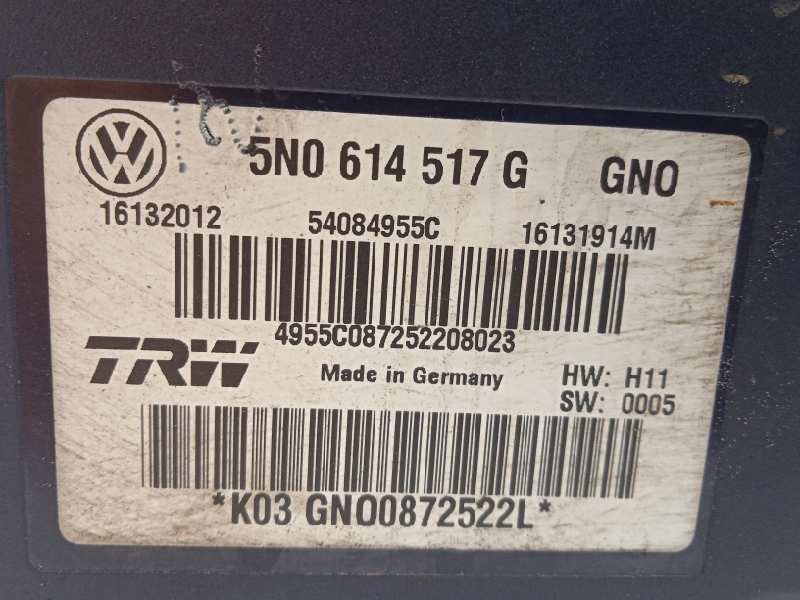 5N0 614 517 G GNO
16132012 54084955C 16131914M
4955C087252208023
TRW Made in Germany HW: H11
SW: 0005
*K03 GNO0872522L*